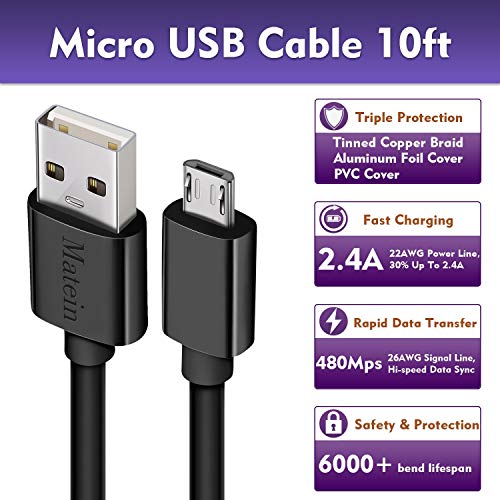 Micro USB Cable 10ft
Matein
Triple Protection
Tinned Copper Braid
Aluminum Foil Cover
PVC Cover
Fast Charging
2.4A
22AWG Power Line,
30% Up To 2.4A
Rapid Data Transfer
480Mps
26AWG Signal Line,
Hi-speed Data Sync
Safety & Protection
6000+ bend lifespan